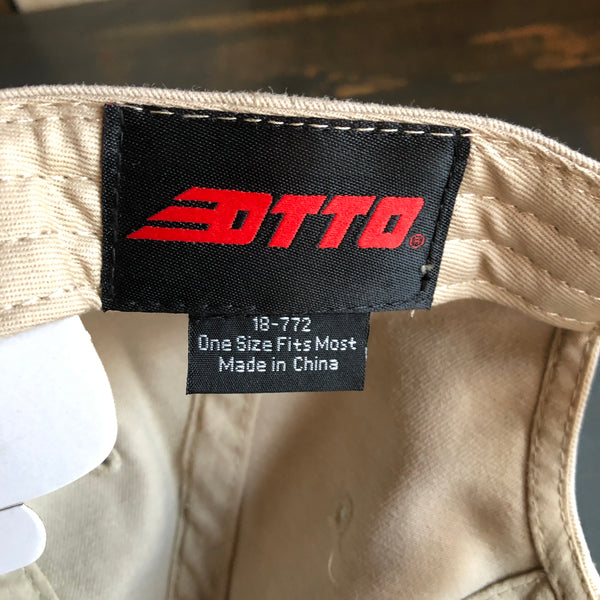 OTTO®
18-772
One Size Fits Most
Made in China